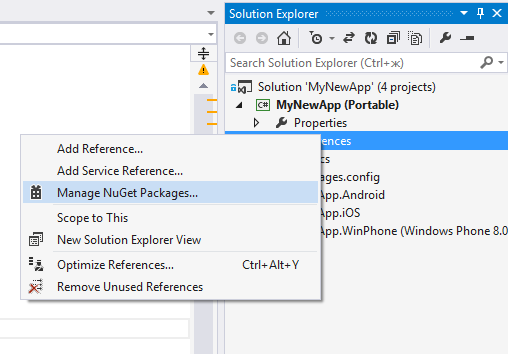 Solution Explorer
Search Solution Explorer (Ctrl+ж)
Solution 'MyNewApp' (4 projects)
C# MyNewApp (Portable)
Properties
Add Reference...
Add Service Reference...
Manage NuGet Packages...
Scope to This
New Solution Explorer View
Optimize References... Ctrl+Alt+Y
Remove Unused References
ences
cs
ages.config
App.Android
App.iOS
App.WinPhone (Windows Phone 8.0